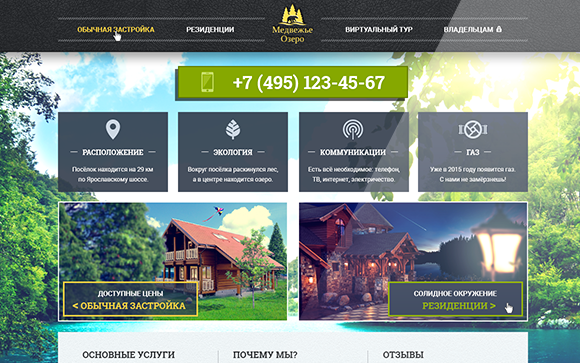 ОБЫЧНАЯ ЗАСТРОЙКА
РЕЗИДЕНЦИИ
Медвежье
Озеро
ВИРТУАЛЬНЫЙ ТУР
ВЛАДЕЛЬЦАМ
+7 (495) 123-45-67
РАСПОЛОЖЕНИЕ
Посёлок находится на 29 км
по Ярославскому шоссе.
ЭКОЛОГИЯ
Вокруг посёлка раскинулся лес,
а в центре находится озеро.
КОММУНИКАЦИИ
Есть всё необходимое: телефон,
ТВ, интернет, электричество.
ГАЗ
Уже в 2015 году появится газ.
С нами не замёрзнешь!
ДОСТУПНЫЕ ЦЕНЫ
< ОБЫЧНАЯ ЗАСТРОЙКА
СОЛИДНОЕ ОКРУЖЕНИЕ
РЕЗИДЕНЦИИ >
ОСНОВНЫЕ УСЛУГИ
ПОЧЕМУ МЫ?
ОТЗЫВЫ